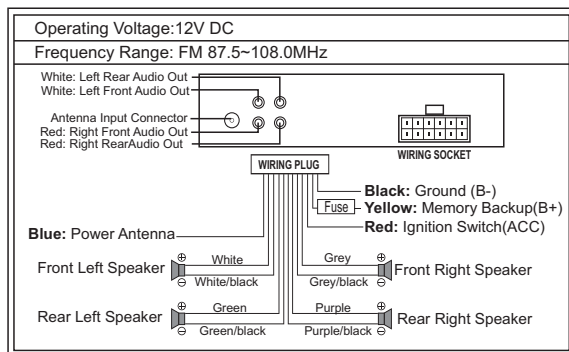 Operating Voltage:12V DC
Frequency Range: FM 87.5~108.0MHz
White: Left Rear Audio Out
White: Left Front Audio Out
Antenna Input Connector
Red: Right Front Audio Out
Red: Right RearAudio Out
WIRING SOCKET
WIRING PLUG
Black: Ground (B-)
Fuse
Yellow: Memory Backup(B+)
Red: Ignition Switch(ACC)
Blue: Power Antenna
Front Left Speaker
⊕
White
White/black
⊖
Grey
Grey/black
⊕
⊖
Front Right Speaker
Rear Left Speaker
⊕
Green
Green/black
⊖
Purple
Purple/black
⊕
⊖
Rear Right Speaker